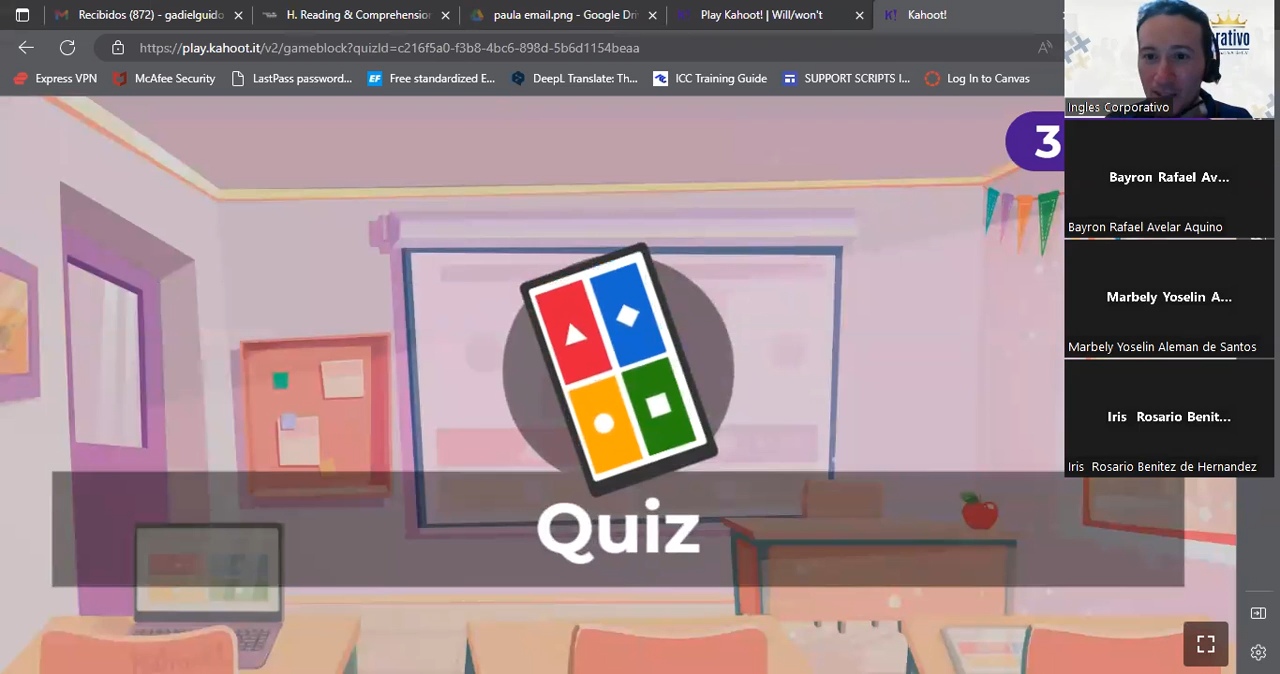 Recibidos (872) - gadielguido
H. Reading & Comprehension
paula email.png - Google Dri
Play Kahoot! | Will/won't
Kahoot!
https://play.kahoot.it/v2/gameblock?quizId=c216f5a0-f3b8-4bc6-898d-5b6d1154beaa
Express VPN
McAfee Security
LastPass password...
EF Free standardized E...
DeepL Translate: Th...
ICC Training Guide
SUPPORT SCRIPTS I...
Log In to Canvas
rativo
Ingles Corporativo
3
Bayron Rafael Av...
Bayron Rafael Avelar Aquino
Marbely Yoselin A...
Marbely Yoselin Aleman de Santos
Iris Rosario Benit...
Iris Rosario Benitez de Hernandez
Quiz